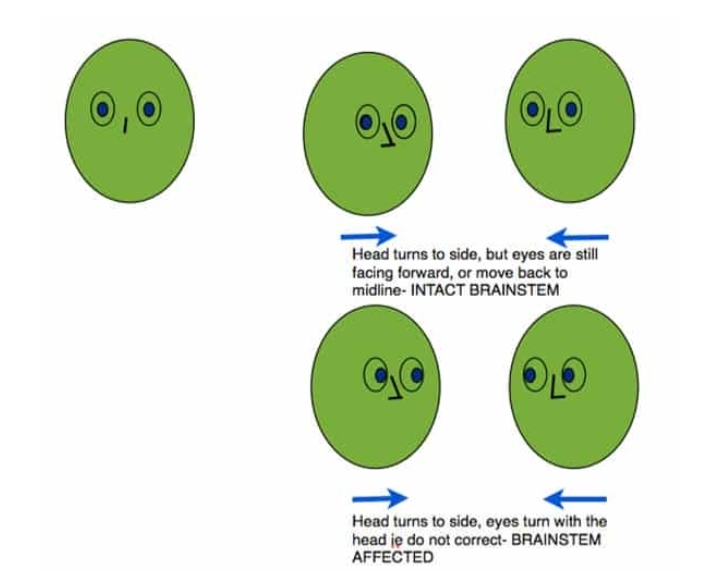 Head turns to side, but eyes are still
facing forward, or move back to
midline- INTACT BRAINSTEM
Head turns to side, eyes turn with the
head ie do not correct- BRAINSTEM
AFFECTED